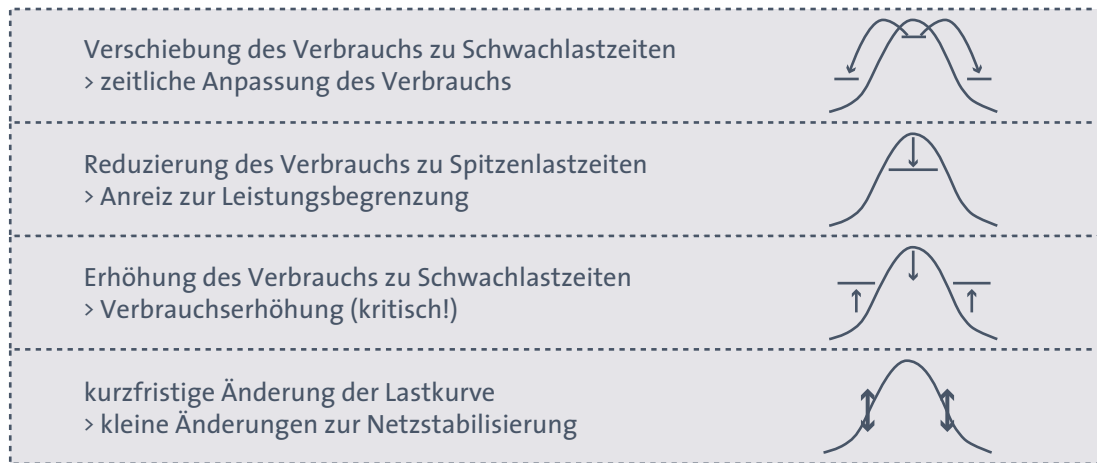 Verschiebung des Verbrauchs zu Schwachlastzeiten
> zeitliche Anpassung des Verbrauchs
Reduzierung des Verbrauchs zu Spitzenlastzeiten
> Anreiz zur Leistungsbegrenzung
Erhöhung des Verbrauchs zu Schwachlastzeiten
> Verbrauchserhöhung (kritisch!)
kurzfristige Änderung der Lastkurve
> kleine Änderungen zur Netzstabilisierung